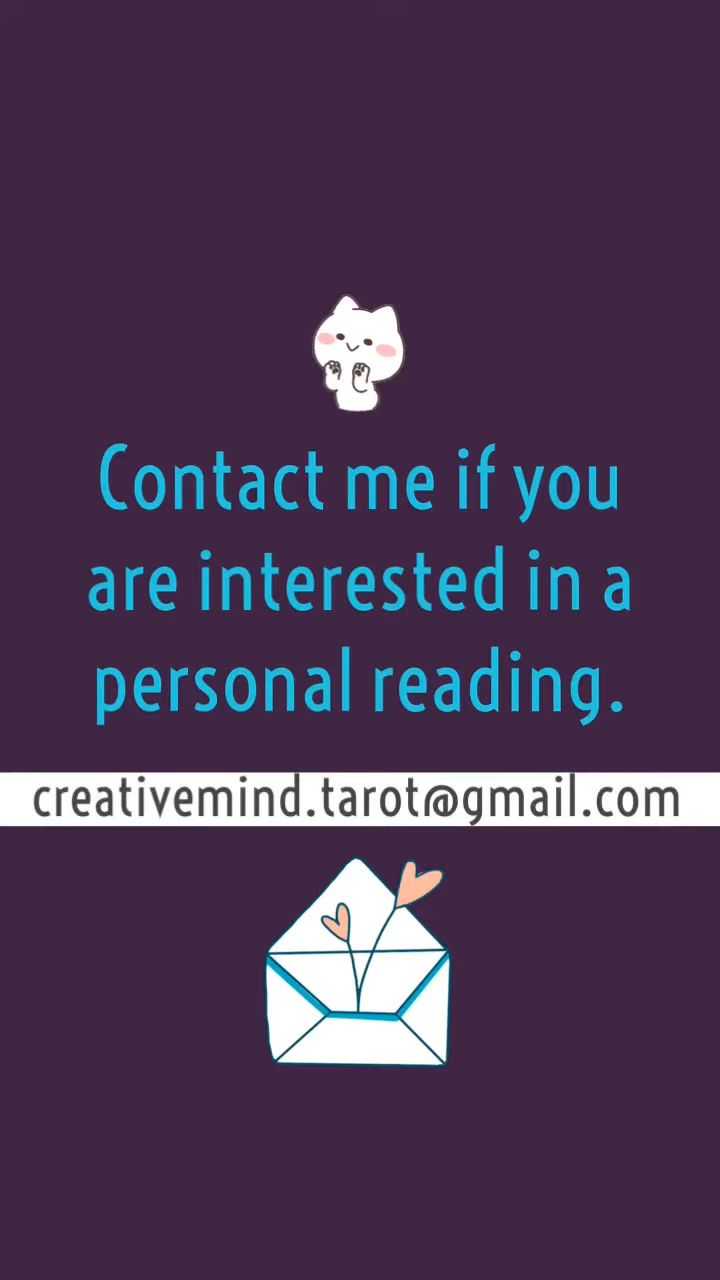 Contact me if you
are interested in a
personal reading.
creativemind.tarot@gmail.com